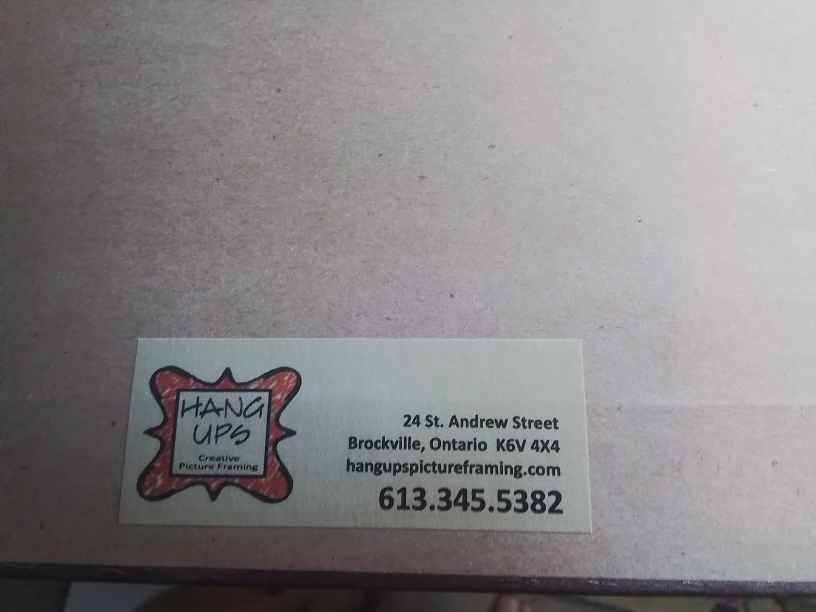 HANG
UPS
Creative
Picture Framing
24 St. Andrew Street
Brockville, Ontario K6V 4X4
hangupspictureframing.com
613.345.5382